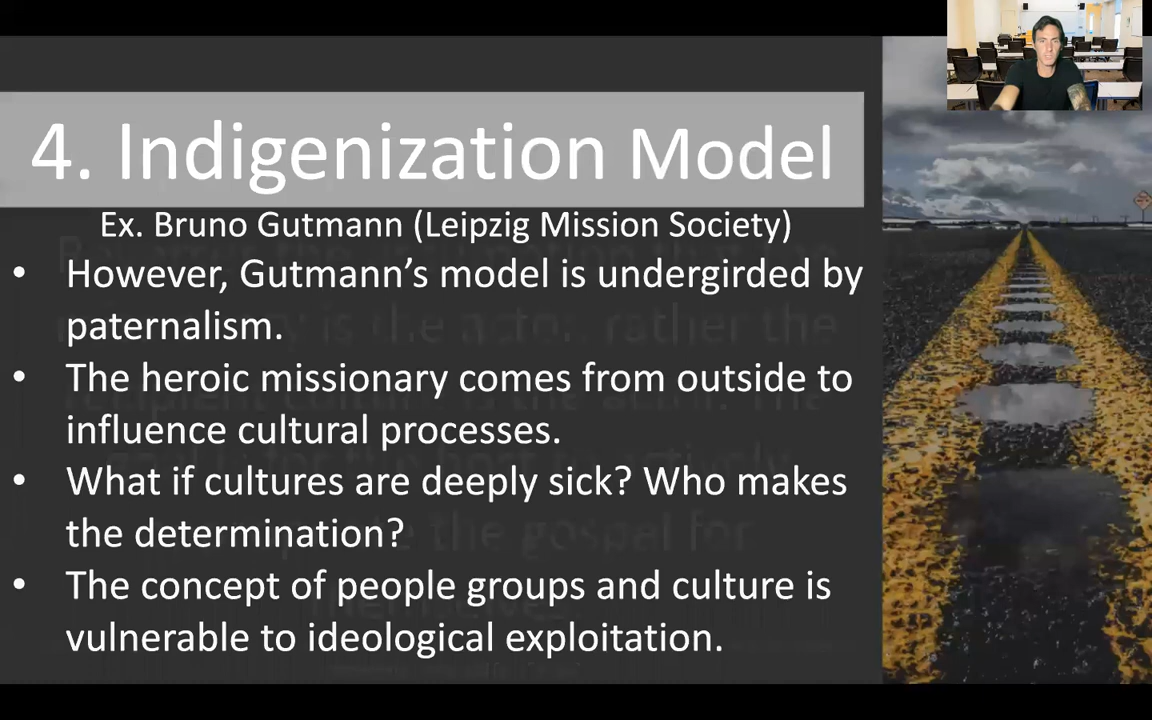 4. Indigenization Model
Ex. Bruno Gutmann (Leipzig Mission Society)
• However, Gutmann’s model is undergirded by
paternalism.
• The heroic missionary comes from outside to
influence cultural processes.
• What if cultures are deeply sick? Who makes
the determination?
• The concept of people groups and culture is
vulnerable to ideological exploitation.